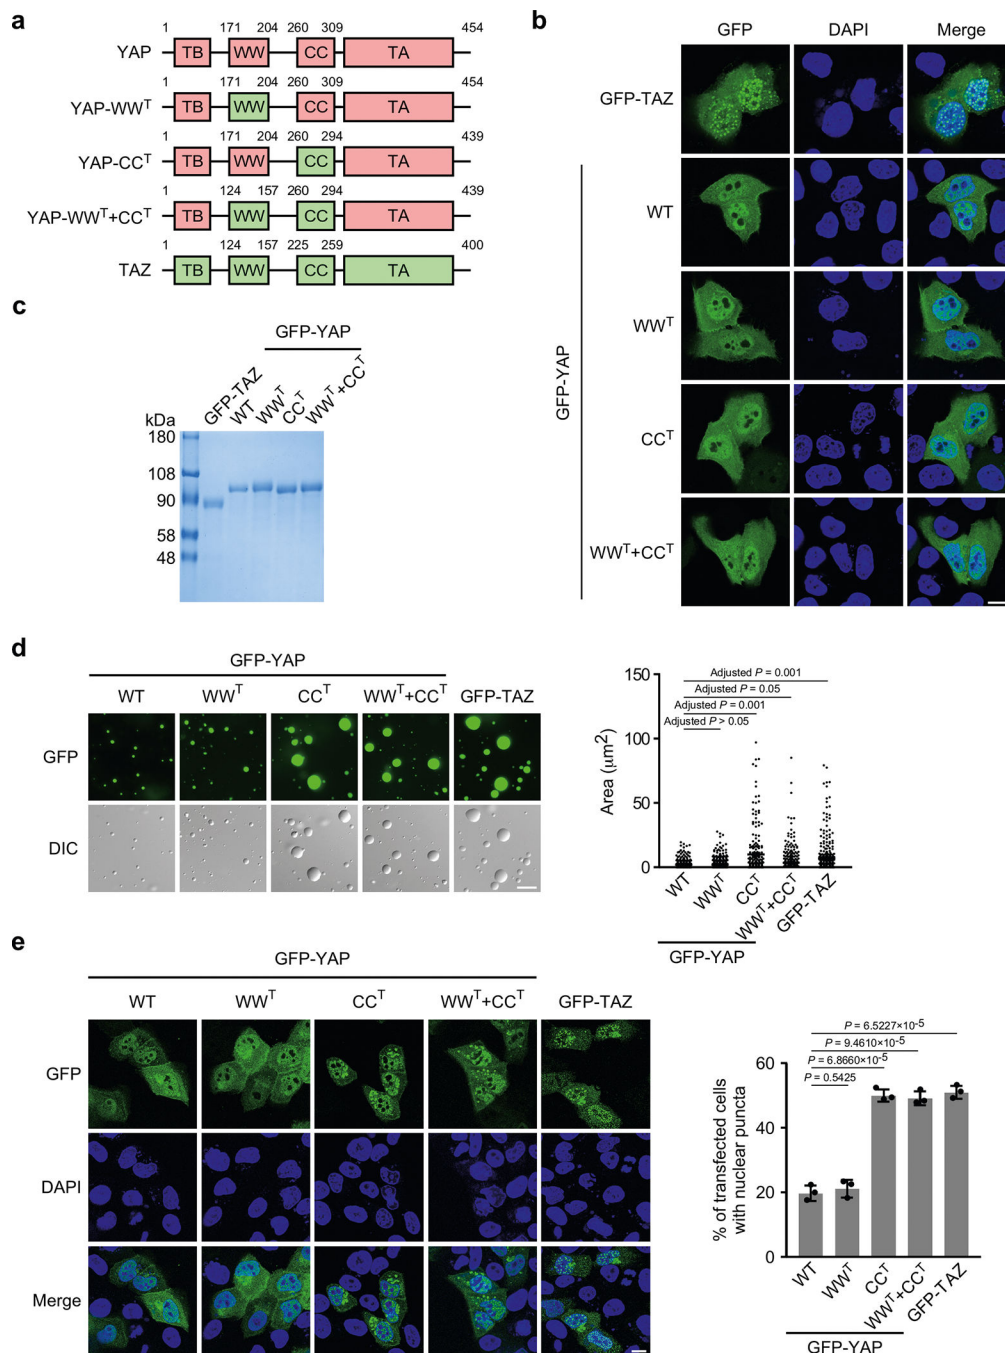 a
1 171 204 260 309 454
YAP TB WW CC TA
1 171 204 260 309 454
YAP-WWᵀ TB WW CC TA
1 171 204 260 294 439
YAP-CCᵀ TB WW CC TA
1 124 157 260 294 439
YAP-WWᵀ+CCᵀ TB WW CC TA
1 124 157 225 259 400
TAZ TB WW CC TA
b
GFP DAPI Merge
GFP-TAZ
GFP-YAP
WT
WWᵀ
CCᵀ
WWᵀ+CCᵀ
c
GFP-YAP
GFP-TAZ WT WWᵀ CCᵀ WWᵀ+CCᵀ
kDa
180
108
90
58
48
d
GFP-YAP
WT WWᵀ CCᵀ WWᵀ+CCᵀ GFP-TAZ
GFP
DIC
Adjusted P = 0.001
Adjusted P = 0.05
Adjusted P = 0.001
Adjusted P > 0.05
Area (μm²)
150
100
50
0
WT WWᵀ CCᵀ WWᵀ+CCᵀ GFP-TAZ
GFP-YAP
e
GFP-YAP
WT WWᵀ CCᵀ WWᵀ+CCᵀ GFP-TAZ
GFP
DAPI
Merge
P = 6.5227×10⁻⁵
P = 9.4610×10⁻⁵
P = 6.8660×10⁻⁵
P = 0.5425
% of transfected cells
with nuclear puncta
60
40
20
0
WT WWᵀ CCᵀ WWᵀ+CCᵀ GFP-TAZ
GFP-YAP